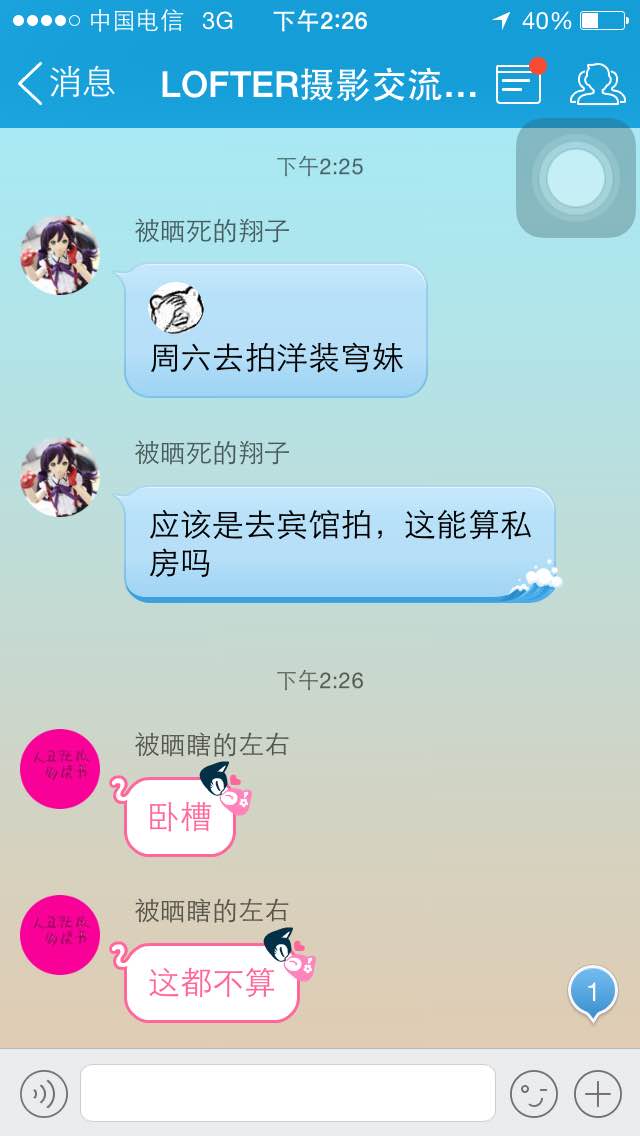 中国电信 3G 下午2:26 40%
消息 LOFTER摄影交流...
下午2:25
被晒死的翔子
周六去拍洋装穹妹
被晒死的翔子
应该是去宾馆拍，这能算私
房吗
下午2:26
被晒瞎的左右
卧槽
被晒瞎的左右
这都不算
1